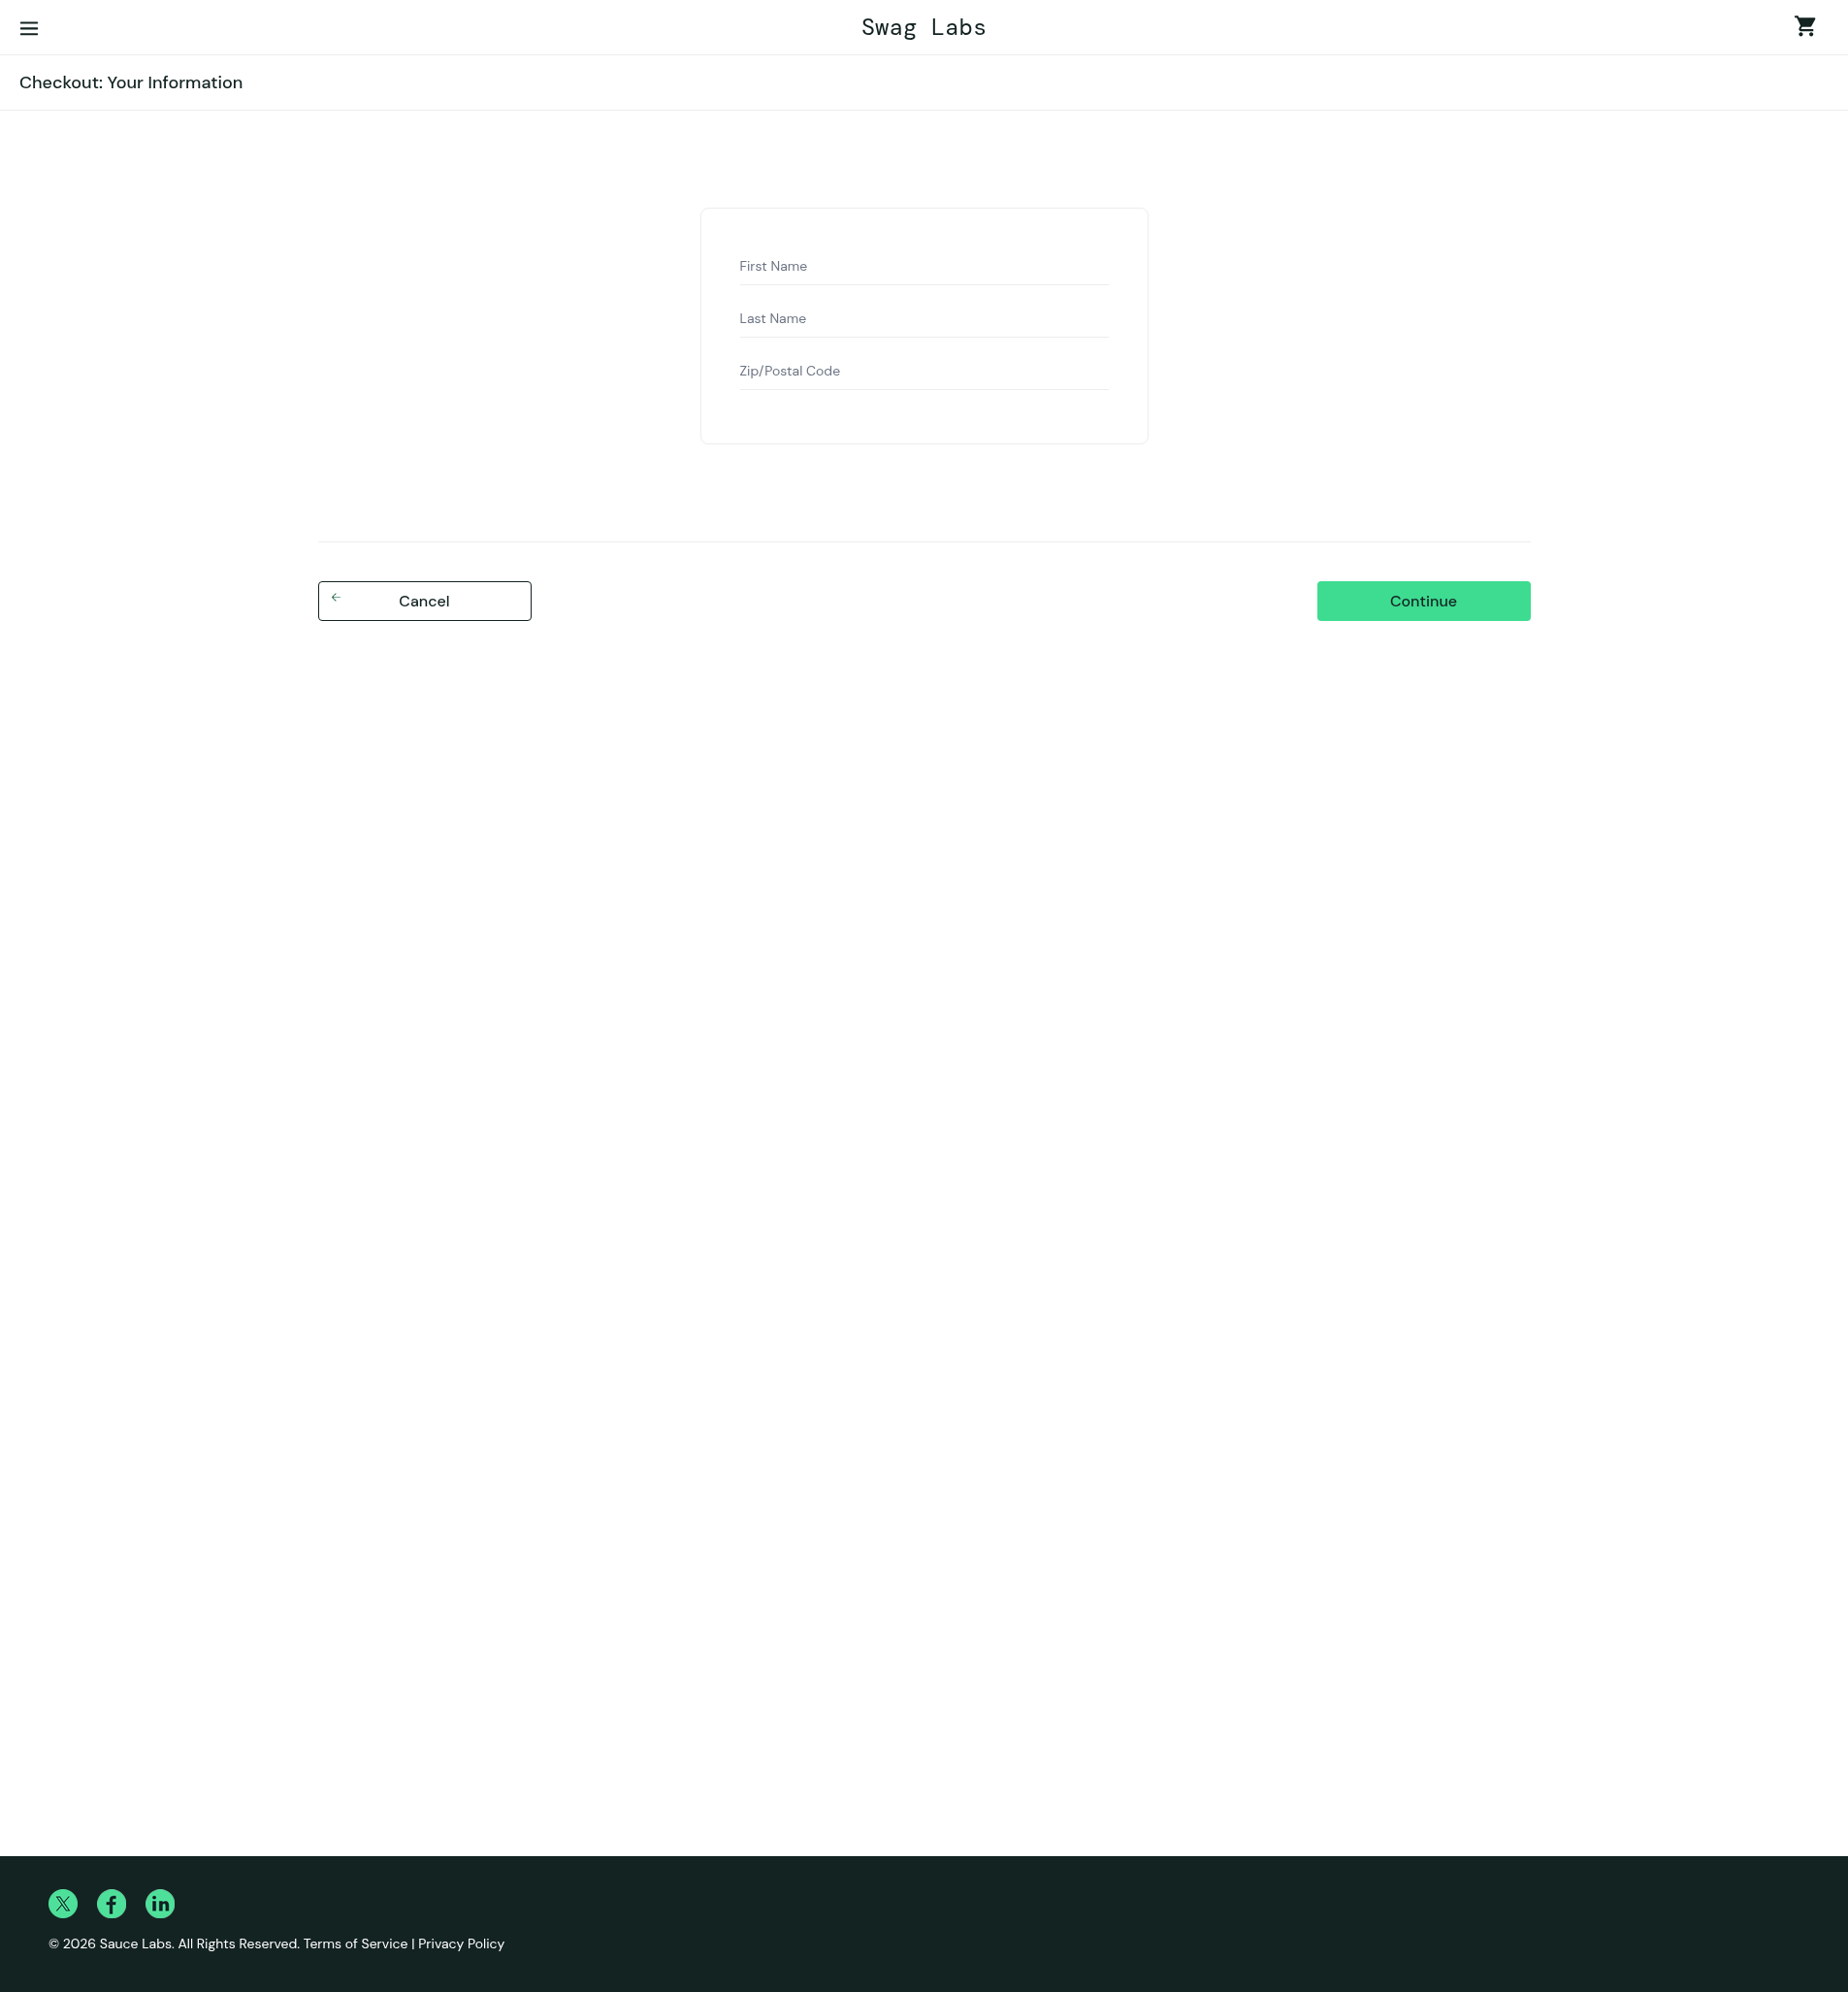 Swag Labs
Checkout: Your Information
First Name
Last Name
Zip/Postal Code
Cancel
Continue
© 2026 Sauce Labs. All Rights Reserved. Terms of Service | Privacy Policy